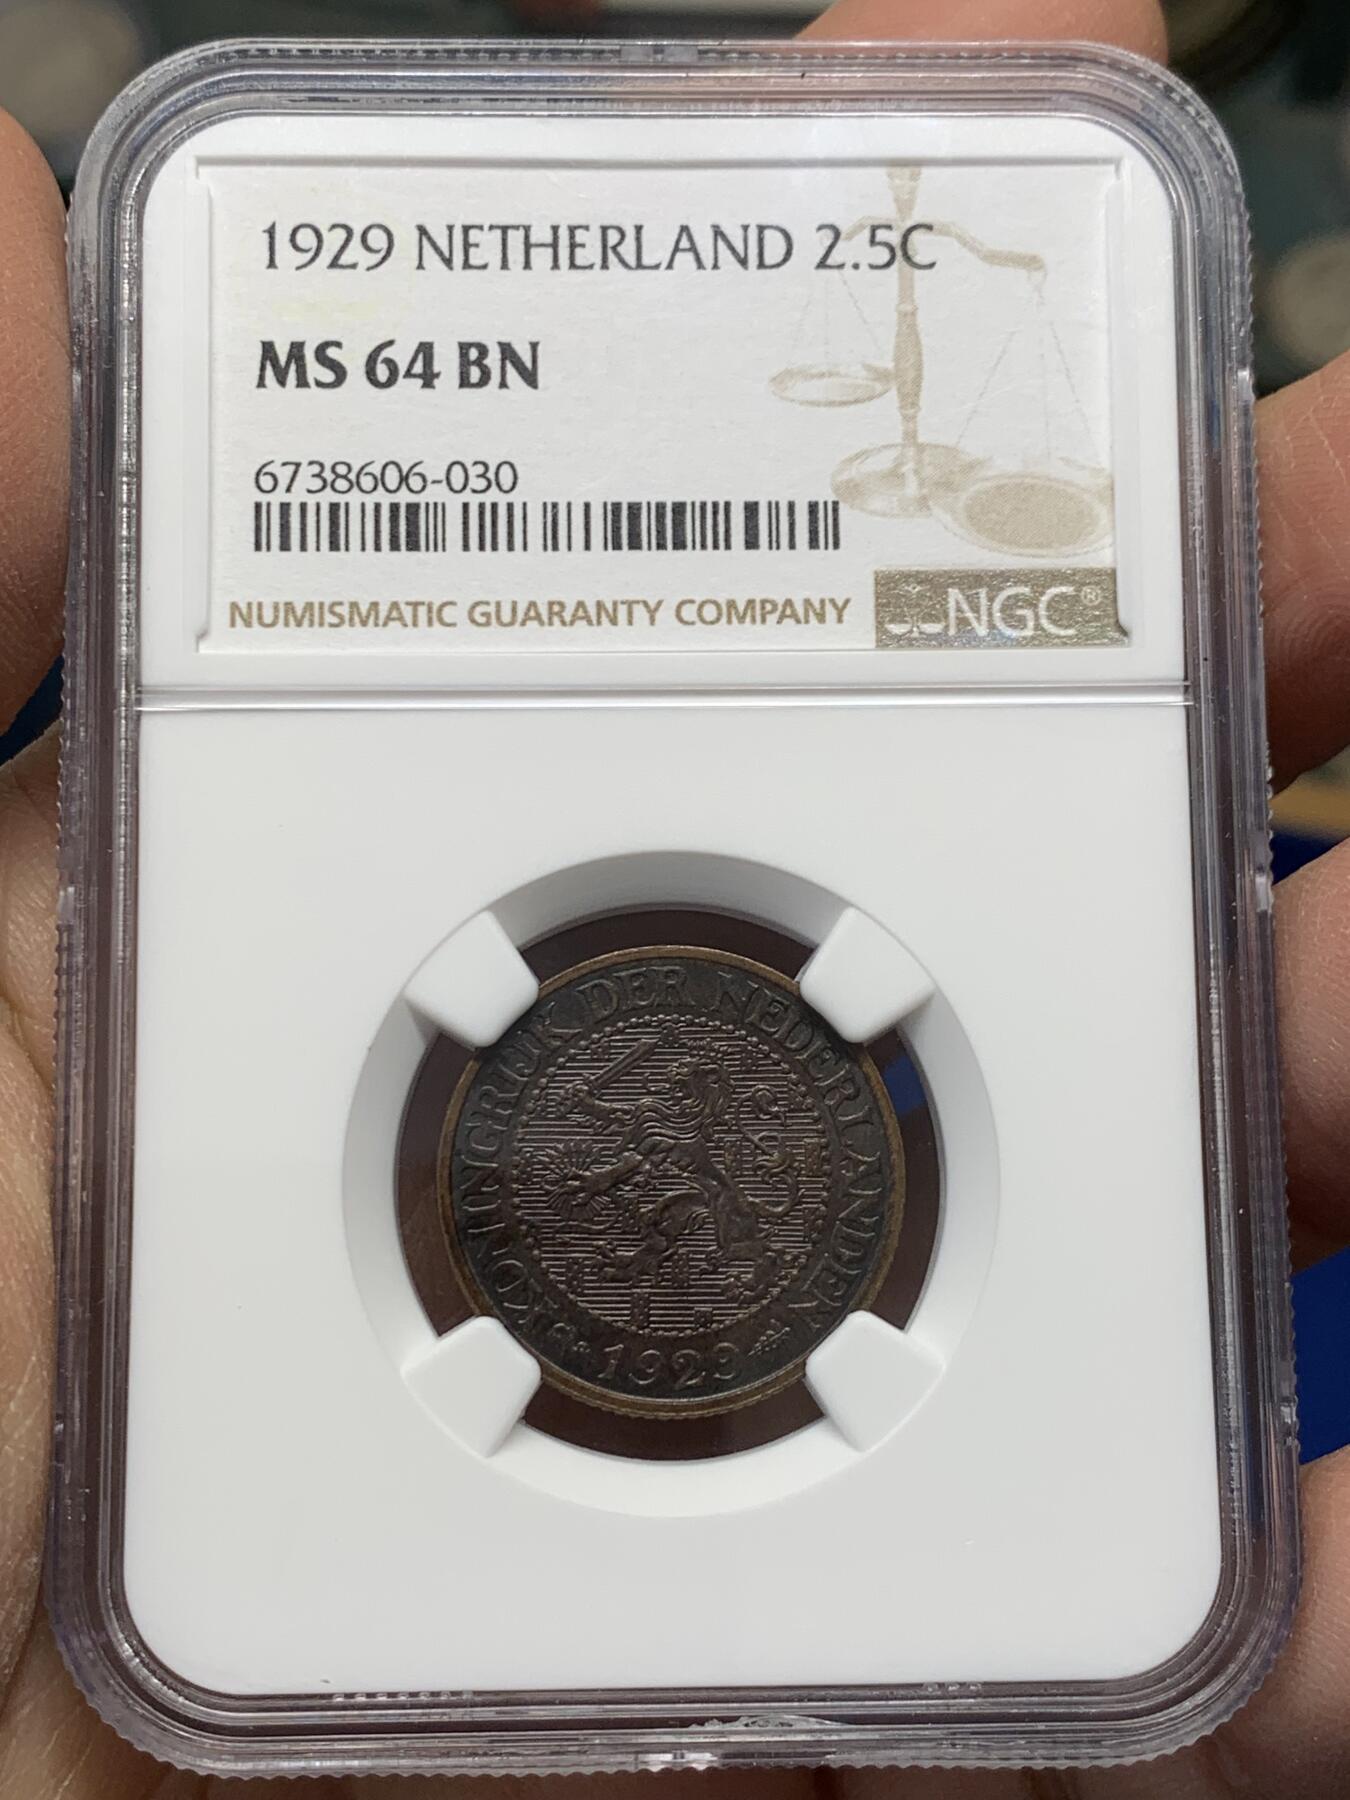 1929 NETHERLAND 2.5C
MS 64 BN
6738606-030
NUMISMATIC GUARANTY COMPANY
NGC®
KONINGRIJK DER NEDERLANDEN
1929